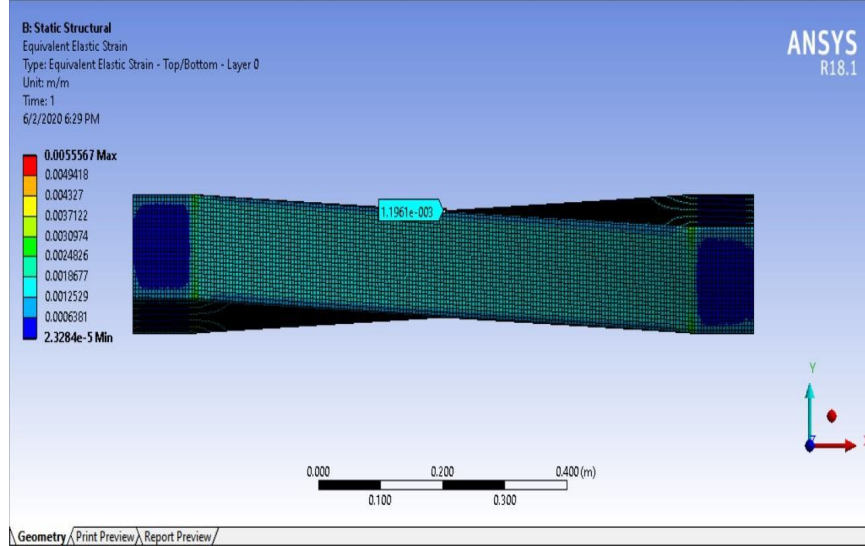 B: Static Structural
Equivalent Elastic Strain
Type: Equivalent Elastic Strain - Top/Bottom - Layer 0
Unit: m/m
Time: 1
6/2/2020 6:29 PM
ANSYS
R18.1
0.0055567 Max
0.0049418
0.004327
0.0037122
0.0030974
0.0024826
0.0018677
0.0012529
0.0006381
2.3284e-5 Min
1.1961e-003
Y
0.000 0.200 0.400 (m)
0.100 0.300
Geometry Print Preview Report Preview